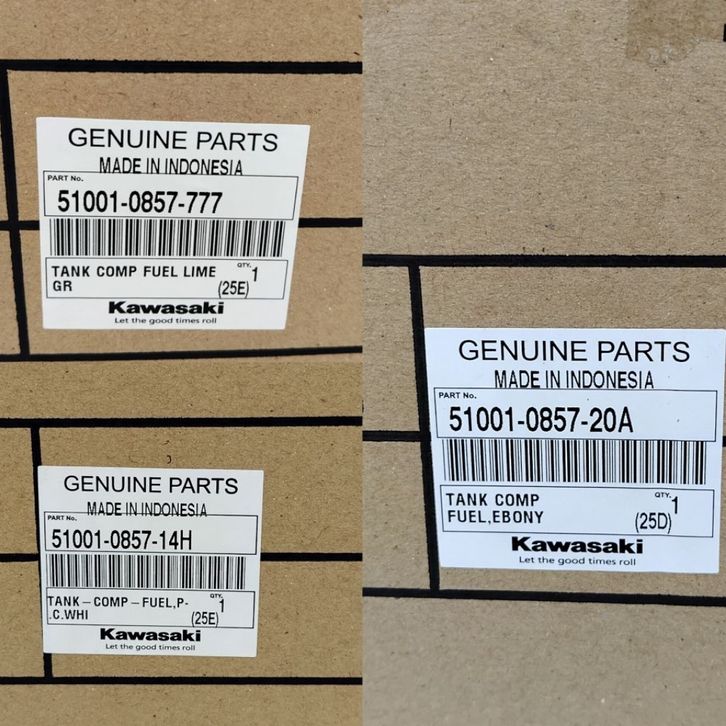 GENUINE PARTS
MADE IN INDONESIA
PART No.
51001-0857-777
TANK COMP FUEL LIME QTY. 1
GR (25E)
Kawasaki
Let the good times roll
GENUINE PARTS
MADE IN INDONESIA
PART No.
51001-0857-14H
TANK-COMP-FUEL,P- QTY. 1
.C.WHI (25E)
Kawasaki
Let the good times roll
GENUINE PARTS
MADE IN INDONESIA
PART No.
51001-0857-20A
TANK COMP QTY. 1
FUEL,EBONY (25D)
Kawasaki
Let the good times roll